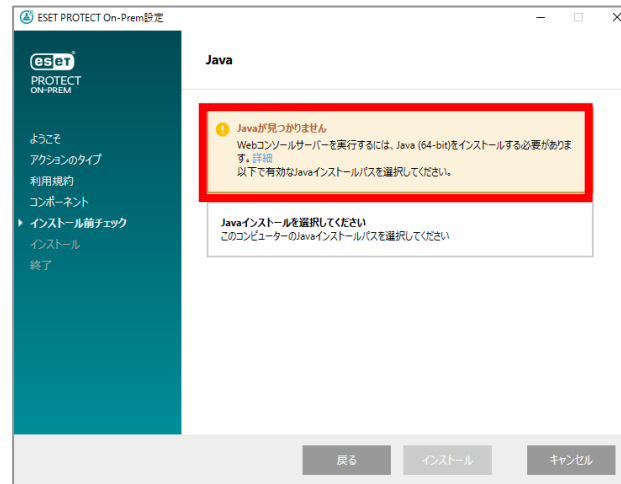 ESET PROTECT On-Prem設定
eset
PROTECT
ON-PREM
Java
Javaが見つかりません
Webコンソールサーバーを実行するには、Java (64-bit)をインストールする必要がありま
す。詳細
以下で有効なJavaインストールパスを選択してください。
ようこそ
アクションのタイプ
利用規約
コンポーネント
インストール前チェック
インストール
終了
Javaインストールを選択してください
このコンピューターのJavaインストールパスを選択してください
戻る
インストール
キャンセル